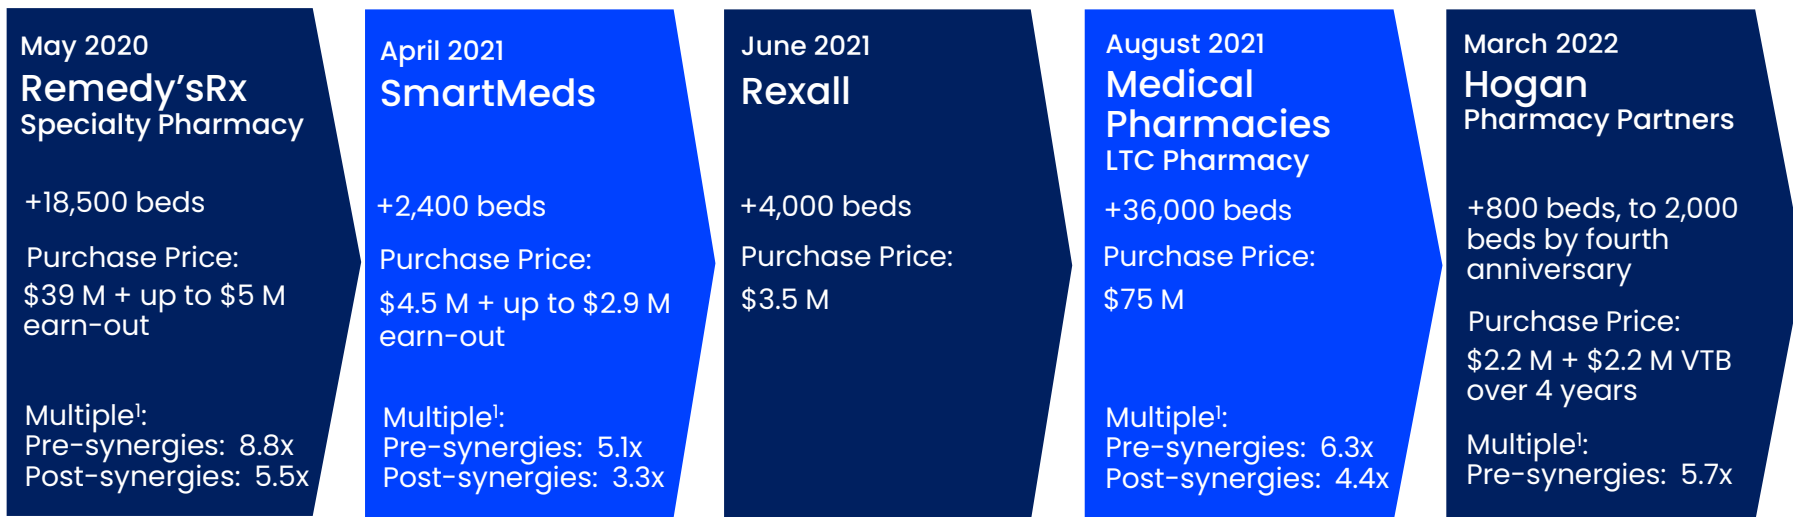 May 2020
Remedy’sRx
Specialty Pharmacy
+18,500 beds
Purchase Price:
$39 M + up to $5 M
earn-out
Multiple¹:
Pre-synergies: 8.8x
Post-synergies: 5.5x
April 2021
SmartMeds
+2,400 beds
Purchase Price:
$4.5 M + up to $2.9 M
earn-out
Multiple¹:
Pre-synergies: 5.1x
Post-synergies: 3.3x
June 2021
Rexall
+4,000 beds
Purchase Price:
$3.5 M
August 2021
Medical
Pharmacies
LTC Pharmacy
+36,000 beds
Purchase Price:
$75 M
Multiple¹:
Pre-synergies: 6.3x
Post-synergies: 4.4x
March 2022
Hogan
Pharmacy Partners
+800 beds, to 2,000
beds by fourth
anniversary
Purchase Price:
$2.2 M + $2.2 M VTB
over 4 years
Multiple¹:
Pre-synergies: 5.7x